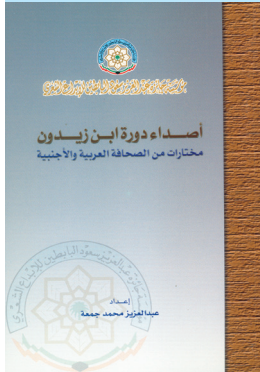 أصداء دورة ابن زيدون
مختارات من الصحافة العربية والأجنبية
إعداد
عبدالعزيز محمد جمعة